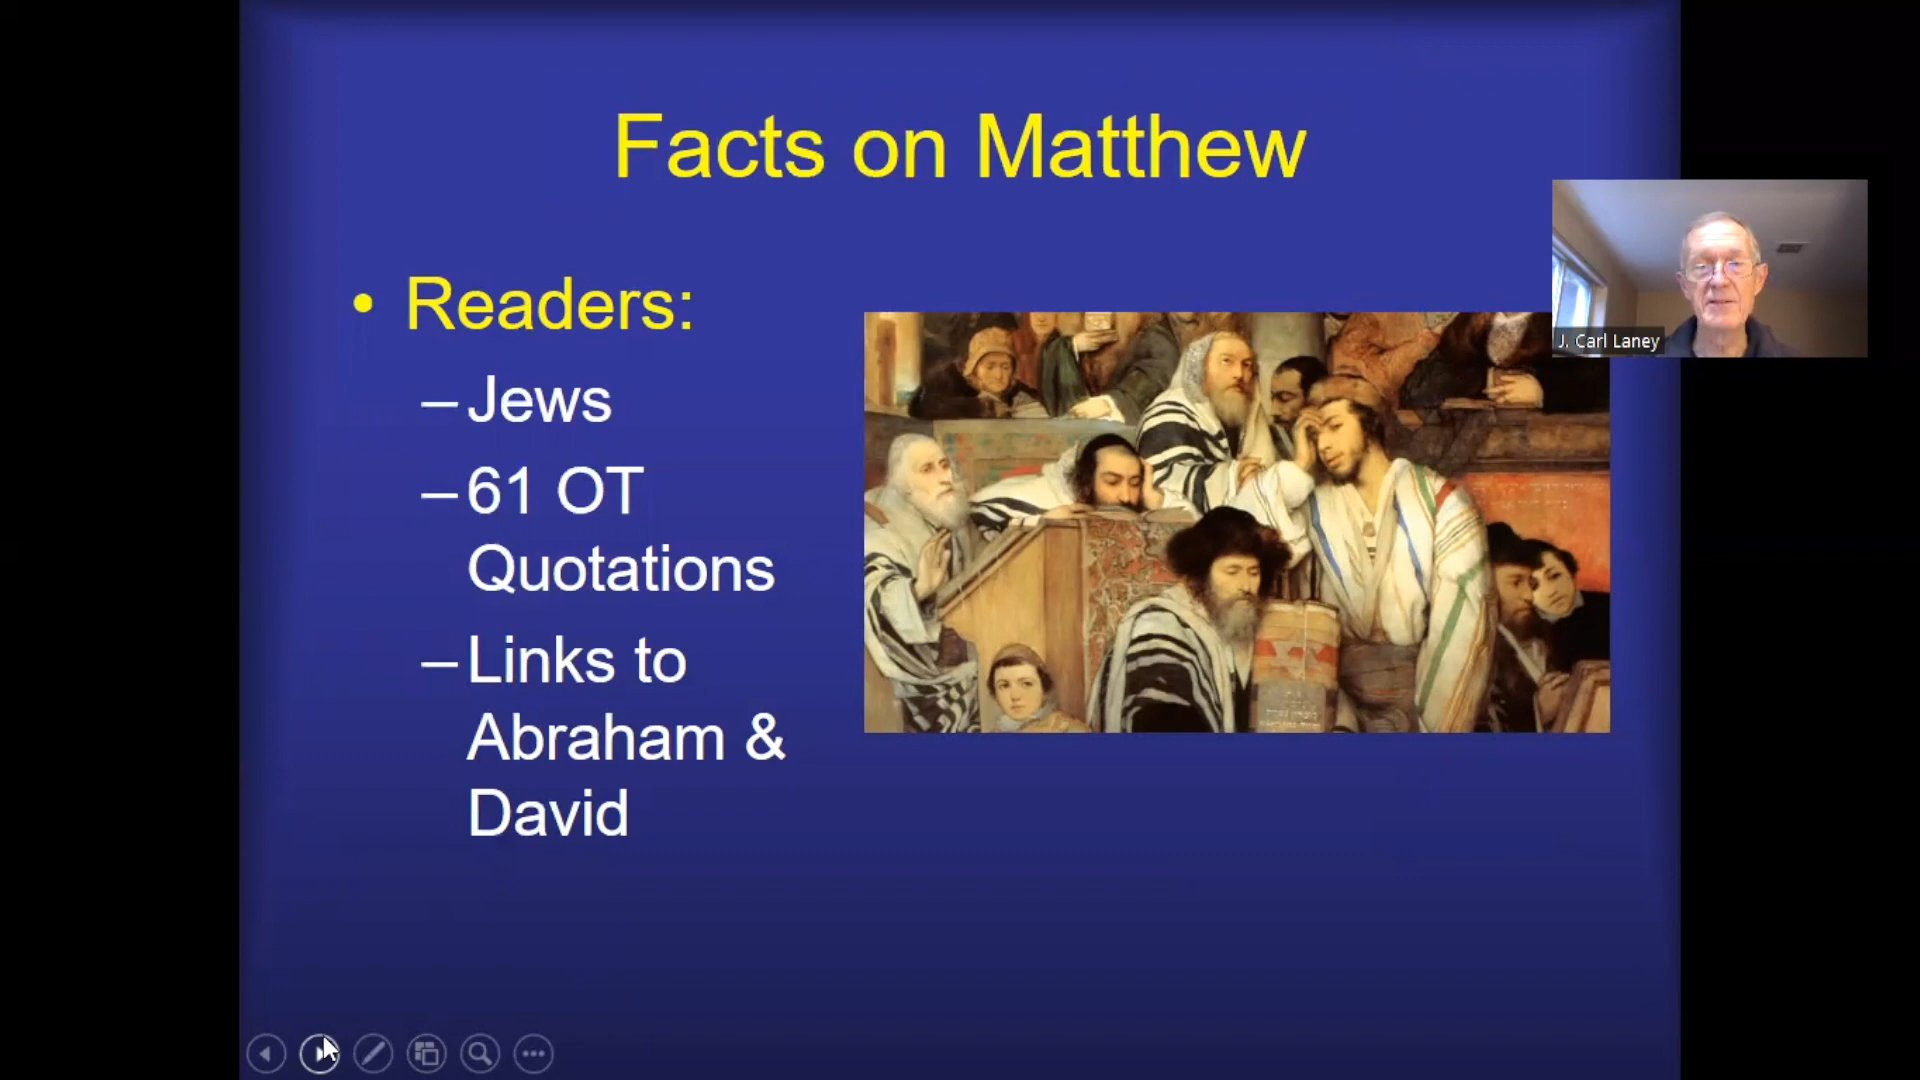 Facts on Matthew
• Readers:
– Jews
– 61 OT
Quotations
– Links to
Abraham &
David
J. Carl Laney